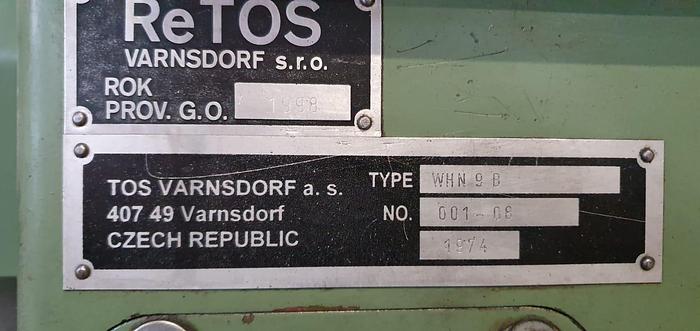 ReTOS
VARNSDORF s.r.o.
ROK
PROV. G.O. 1998
TOS VARNSDORF a. s.
407 49 Varnsdorf
CZECH REPUBLIC
TYPE WHN 9 B
NO. 001-08
1974